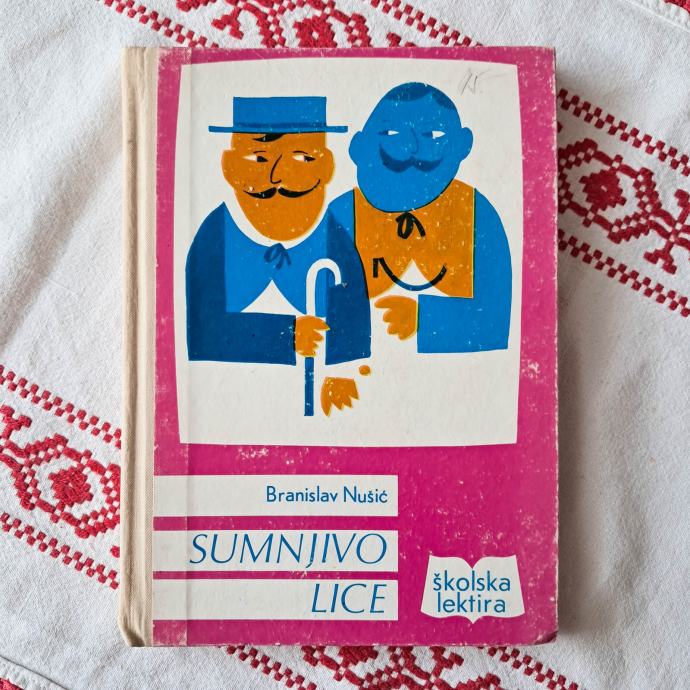 Branislav Nušić
SUMNJIVO
LICE
školska
lektira